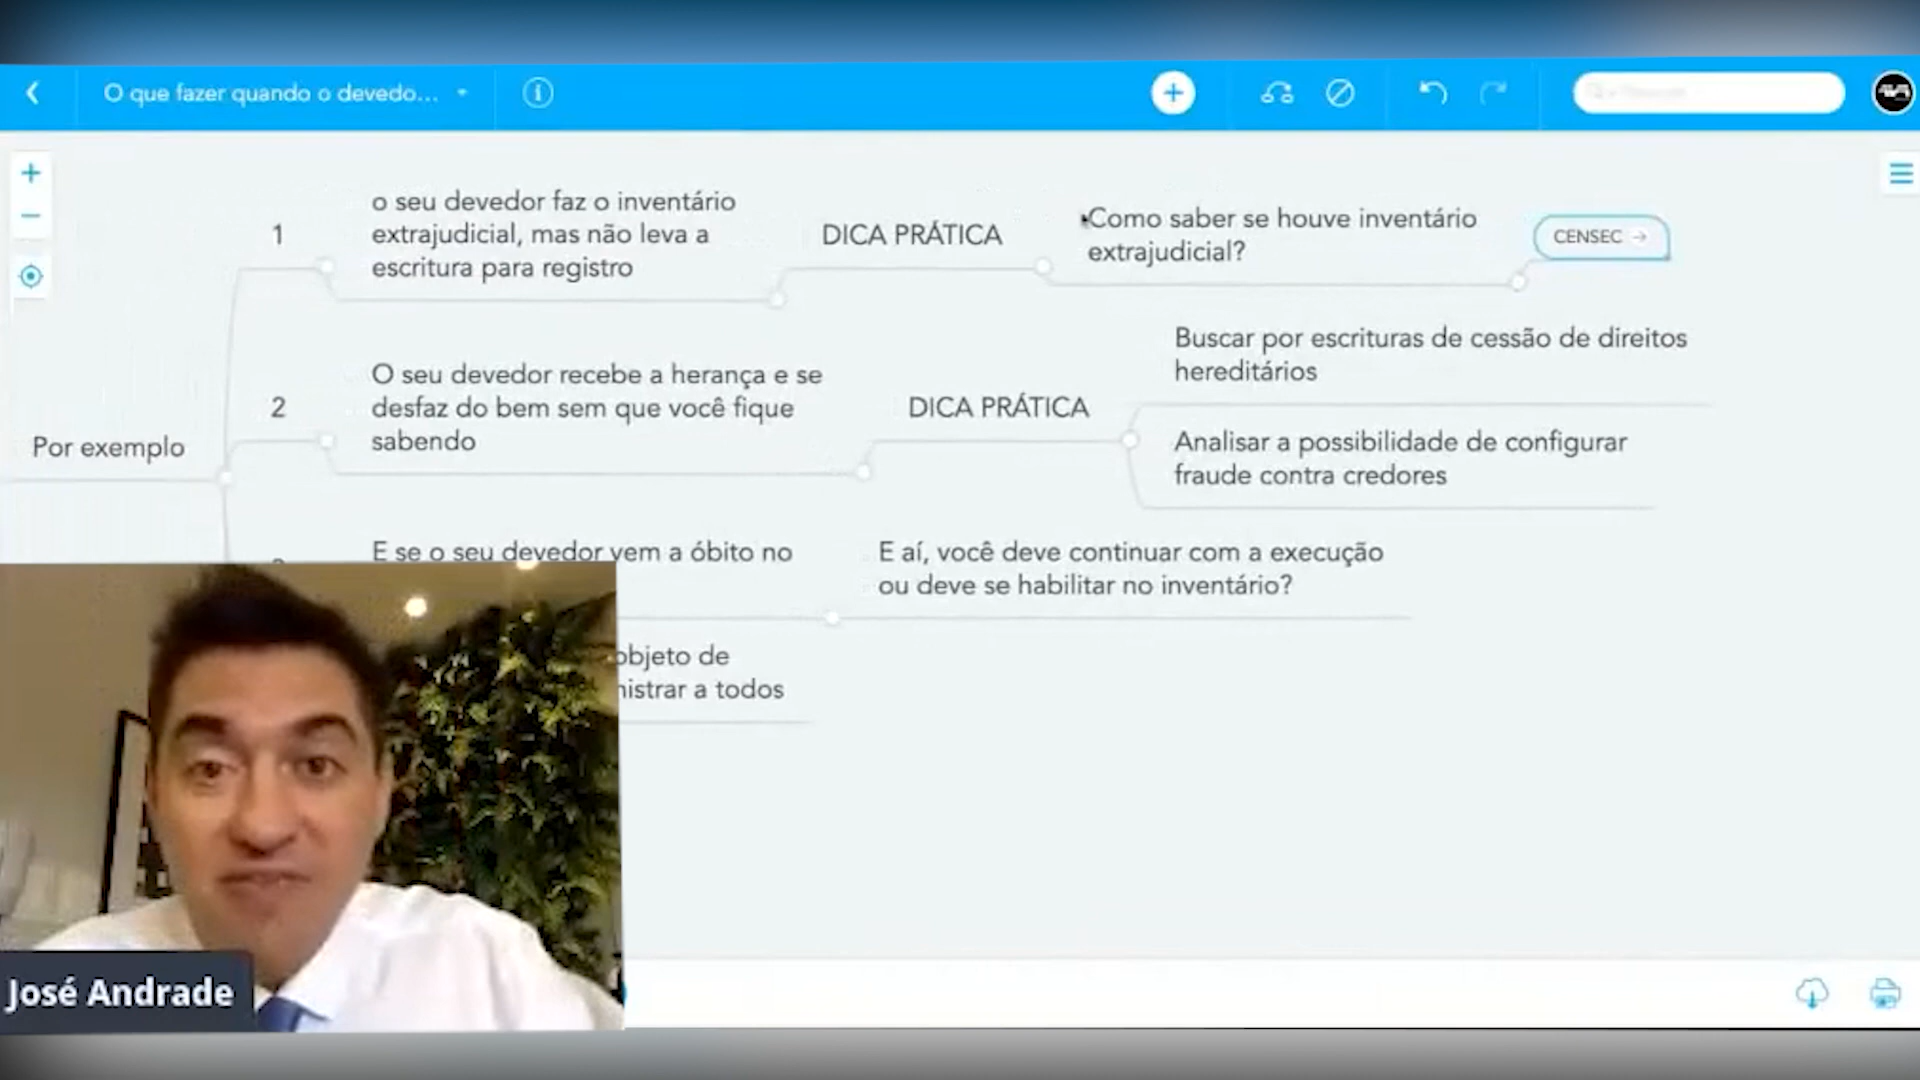 O que fazer quando o devedo...
1
o seu devedor faz o inventário
extrajudicial, mas não leva a
escritura para registro
DICA PRÁTICA
Como saber se houve inventário
extrajudicial?
CENSEC
Por exemplo
2
O seu devedor recebe a herança e se
desfaz do bem sem que você fique
sabendo
DICA PRÁTICA
Buscar por escrituras de cessão de direitos
hereditários
Analisar a possibilidade de configurar
fraude contra credores
E se o seu devedor vem a óbito no
E aí, você deve continuar com a execução
ou deve se habilitar no inventário?
objeto de
nistrar a todos
José Andrade